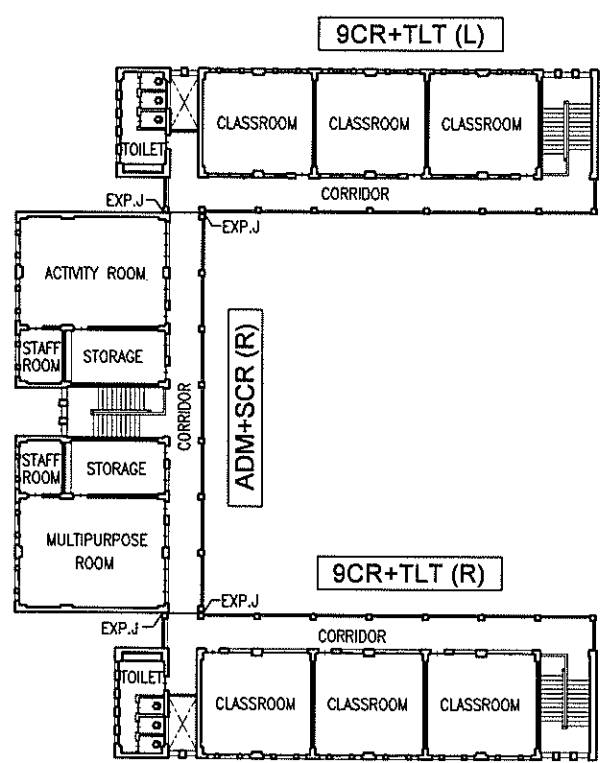 9CR+TLT (L)
CLASSROOM
CLASSROOM
CLASSROOM
TOILET
CORRIDOR
EXP.J
EXP.J
ACTIVITY ROOM
STAFF
ROOM
STORAGE
CORRIDOR
ADM+SCR (R)
STAFF
ROOM
STORAGE
MULTIPURPOSE
ROOM
9CR+TLT (R)
EXP.J
EXP.J
CORRIDOR
TOILET
CLASSROOM
CLASSROOM
CLASSROOM